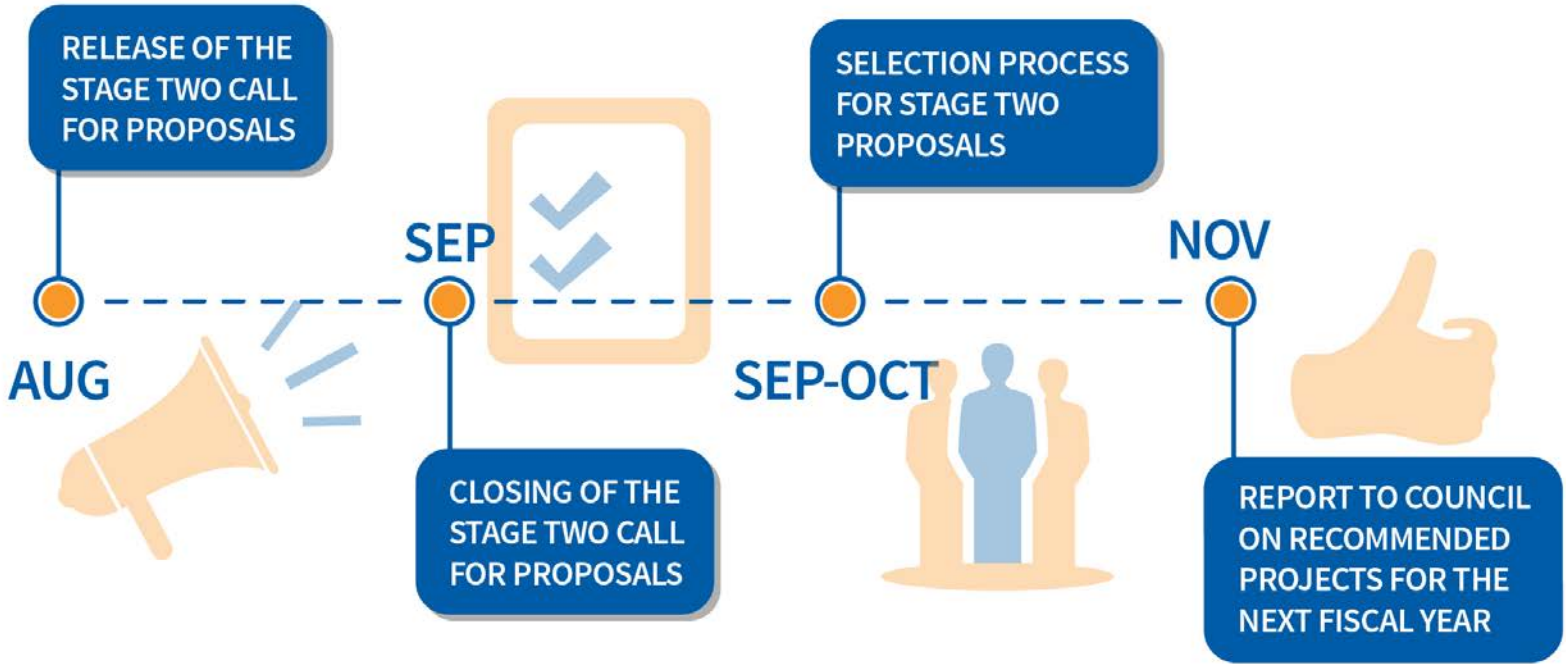 RELEASE OF THE
STAGE TWO CALL
FOR PROPOSALS
AUG
SEP
CLOSING OF THE
STAGE TWO CALL
FOR PROPOSALS
SELECTION PROCESS
FOR STAGE TWO
PROPOSALS
SEP-OCT
NOV
REPORT TO COUNCIL
ON RECOMMENDED
PROJECTS FOR THE
NEXT FISCAL YEAR